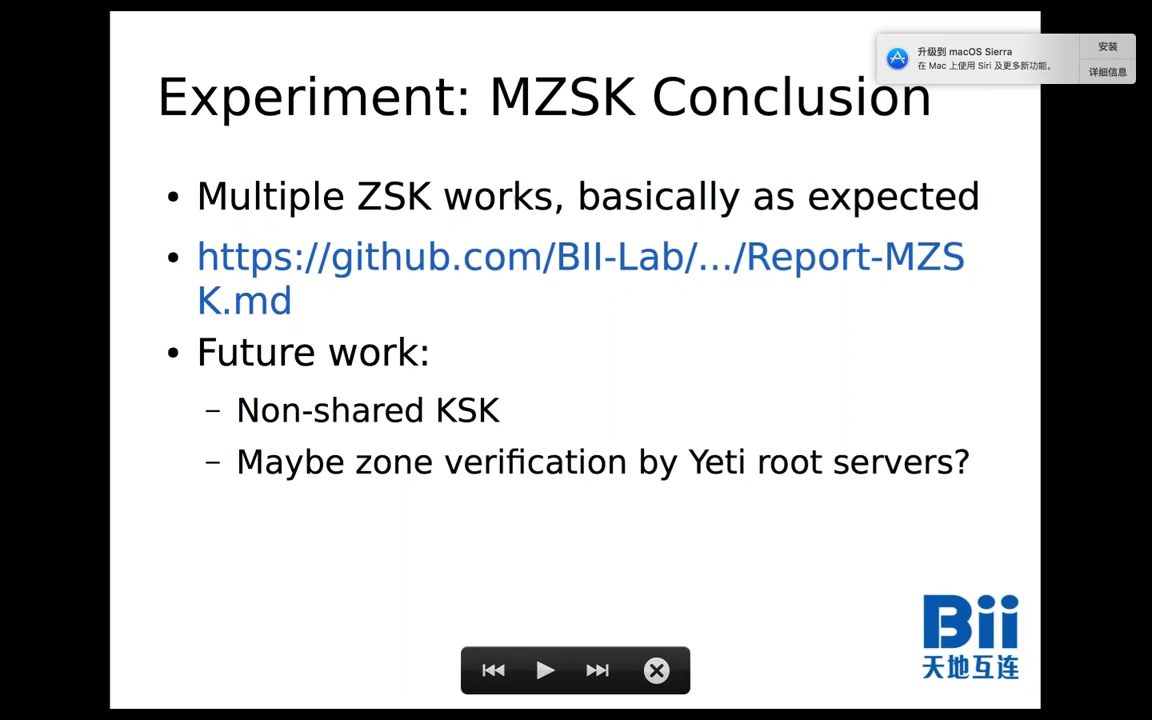 升级到 macOS Sierra
在 Mac 上使用 Siri 及更多新功能。
安装
详细信息
Experiment: MZSK Conclusion
• Multiple ZSK works, basically as expected
• https://github.com/BII-Lab/.../Report-MZS
K.md
• Future work:
– Non-shared KSK
– Maybe zone verification by Yeti root servers?
Bii
天地互连